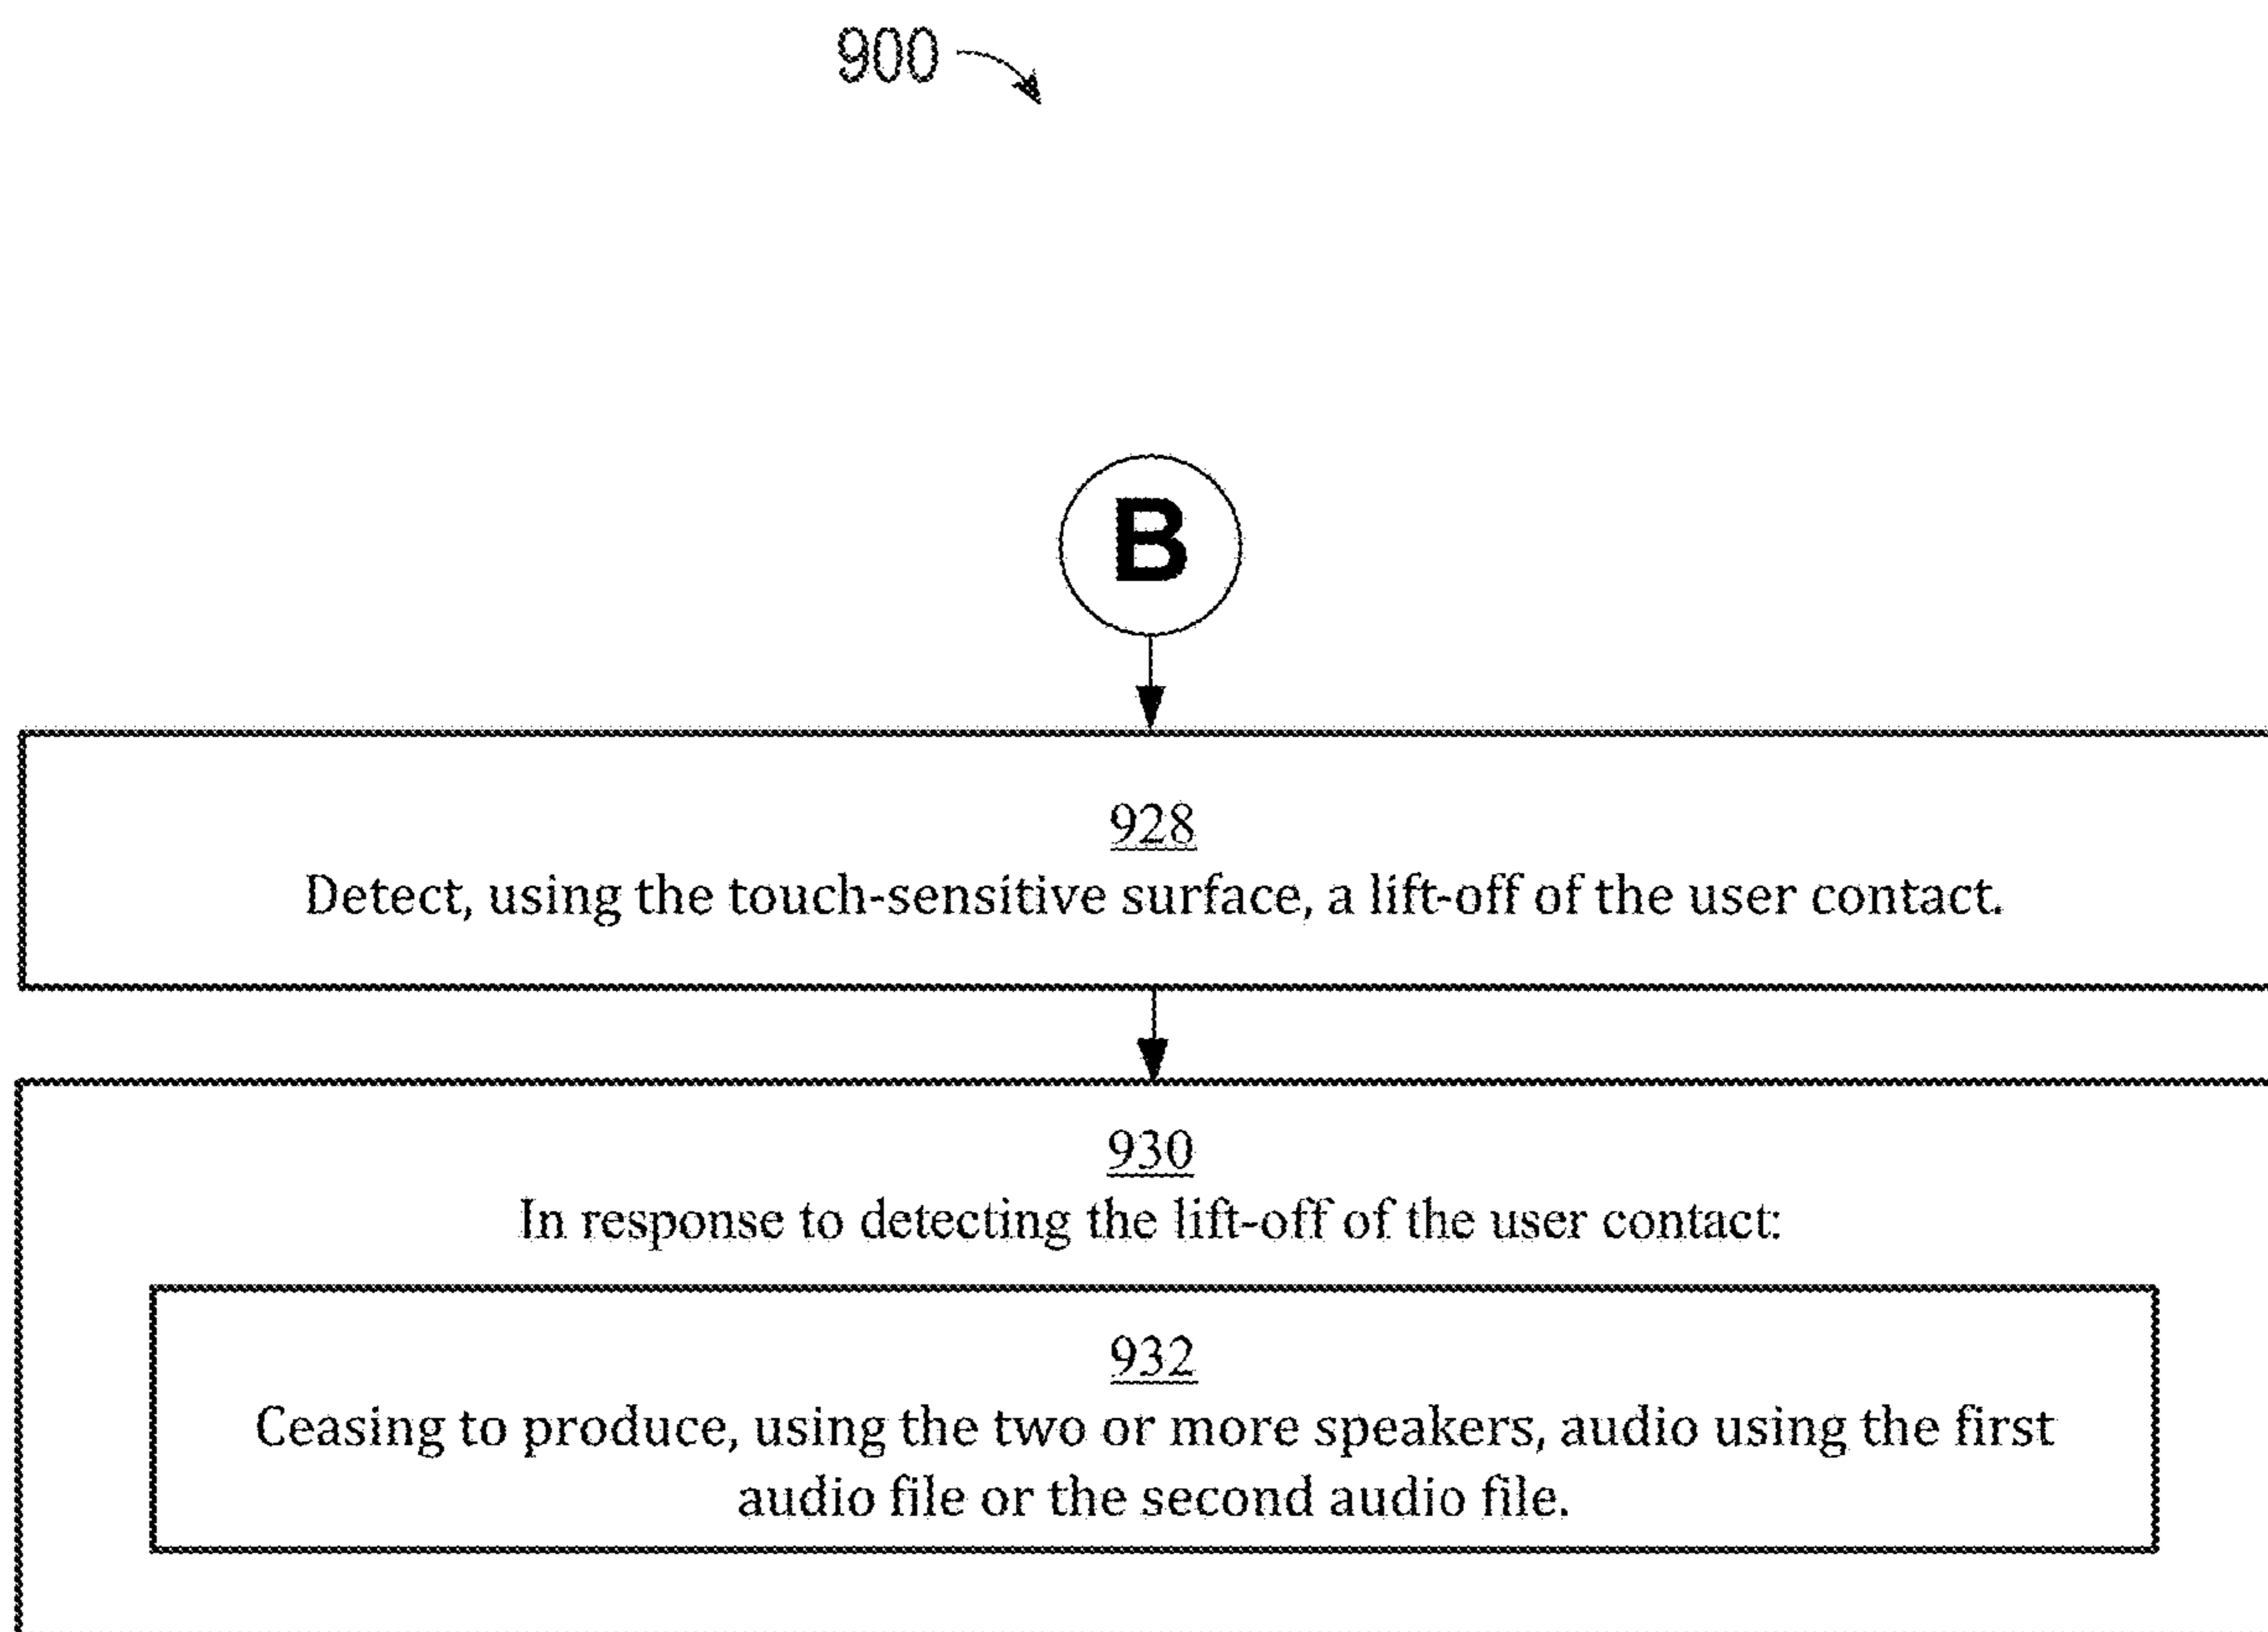 900
B
928
Detect, using the touch-sensitive surface, a lift-off of the user contact.
930
In response to detecting the lift-off of the user contact:
932
Ceasing to produce, using the two or more speakers, audio using the first
audio file or the second audio file.